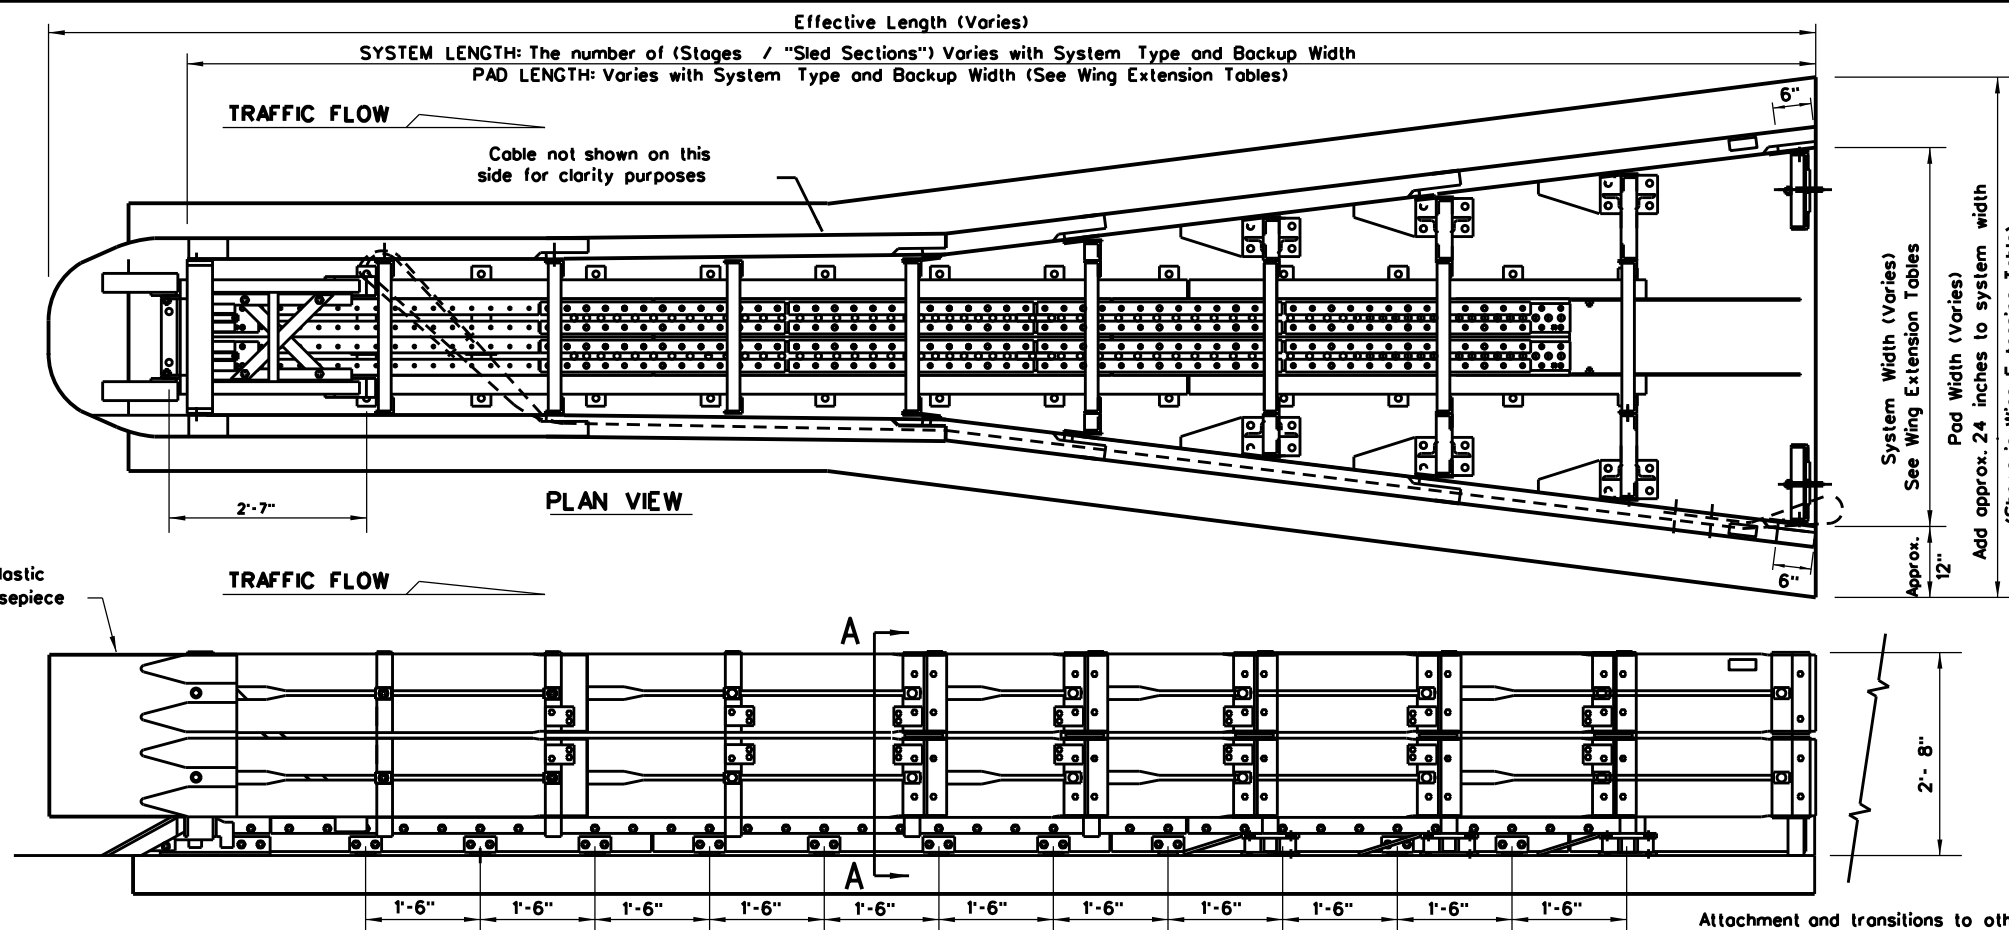 Effective Length (Varies)
SYSTEM LENGTH: The number of (Stages / "Sled Sections") Varies with System Type and Backup Width
PAD LENGTH: Varies with System Type and Backup Width (See Wing Extension Tables)
TRAFFIC FLOW
Cable not shown on this
side for clarity purposes
6"
System Width (Varies)
See Wing Extension Tables
Pad Width (Varies)
Add approx. 24 inches to system width
2'-7"
PLAN VIEW
Approx.
12"
6"
TRAFFIC FLOW
A
2'- 8"
A
1'-6"
1'-6"
1'-6"
1'-6"
1'-6"
1'-6"
1'-6"
1'-6"
1'-6"
1'-6"
1'-6"
Attachment and transitions to